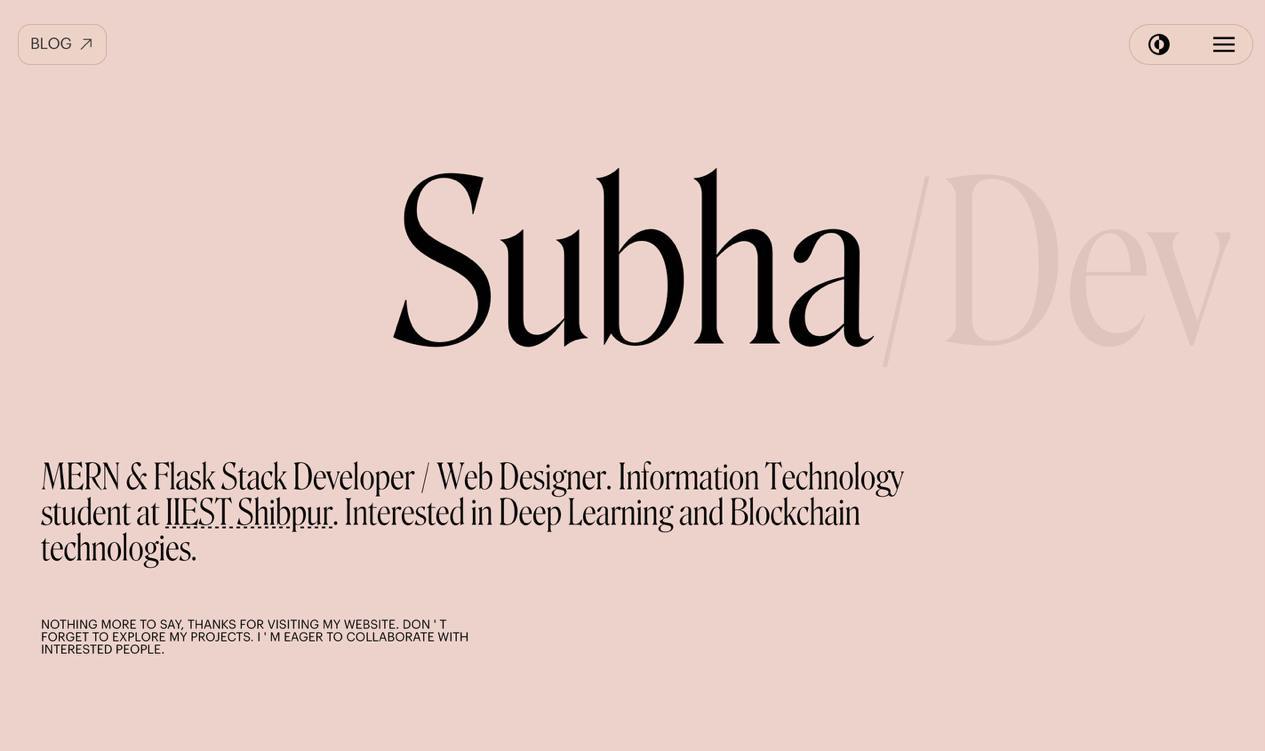 BLOG
Subha/Dev
MERN & Flask Stack Developer / Web Designer. Information Technology
student at IIEST Shibpur. Interested in Deep Learning and Blockchain
technologies.
NOTHING MORE TO SAY, THANKS FOR VISITING MY WEBSITE. DON ' T
FORGET TO EXPLORE MY PROJECTS. I ' M EAGER TO COLLABORATE WITH
INTERESTED PEOPLE.